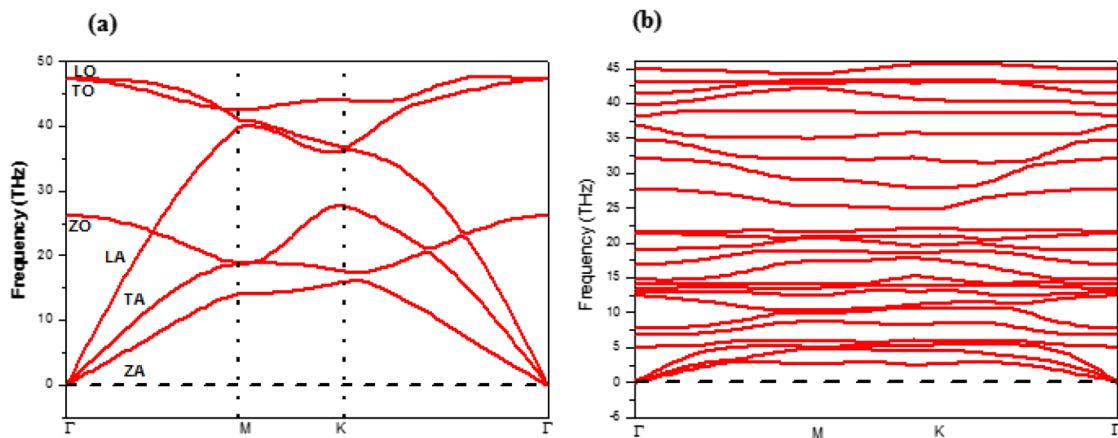 (a)
(b)
Frequency (THz)
50
40
30
20
10
0
LO
TO
ZO
LA
TA
ZA
Γ
M
K
Γ
Frequency (THz)
45
40
35
30
25
20
15
10
5
0
-5
Γ
M
K
Γ